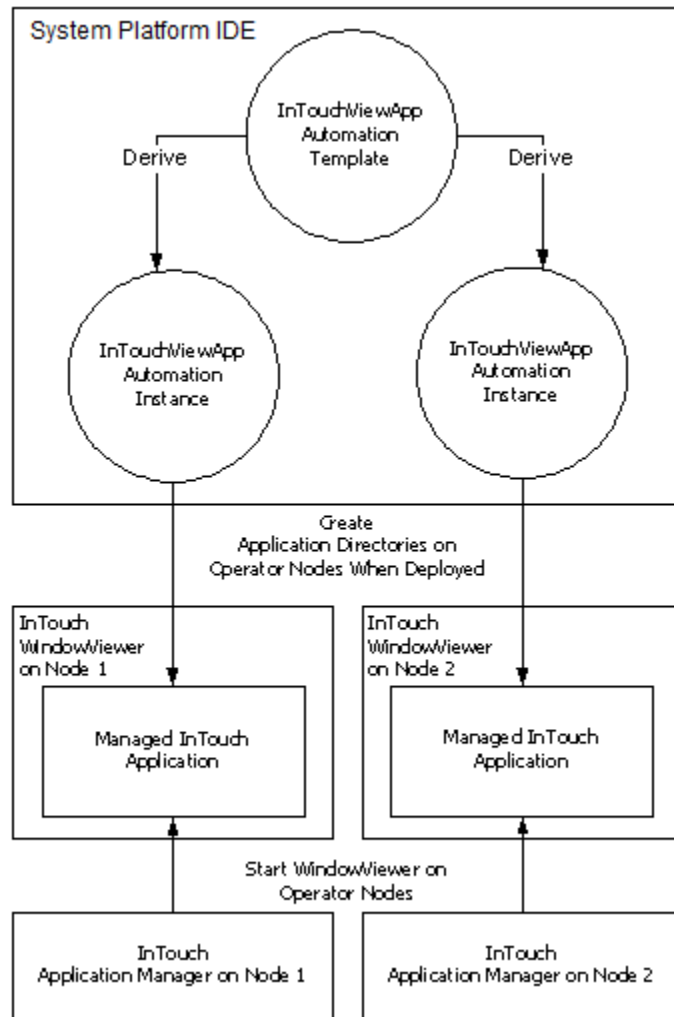 System Platform IDE
InTouchViewApp
Automation
Template
Derive
Derive
InTouchViewApp
Automation
Instance
InTouchViewApp
Automation
Instance
Create
Application Directories on
Operator Nodes When Deployed
InTouch
WindowViewer
on Node 1
Managed InTouch
Application
InTouch
WindowViewer
on Node 2
Managed InTouch
Application
Start WindowViewer on
Operator Nodes
InTouch
Application Manager on Node 1
InTouch
Application Manager on Node 2